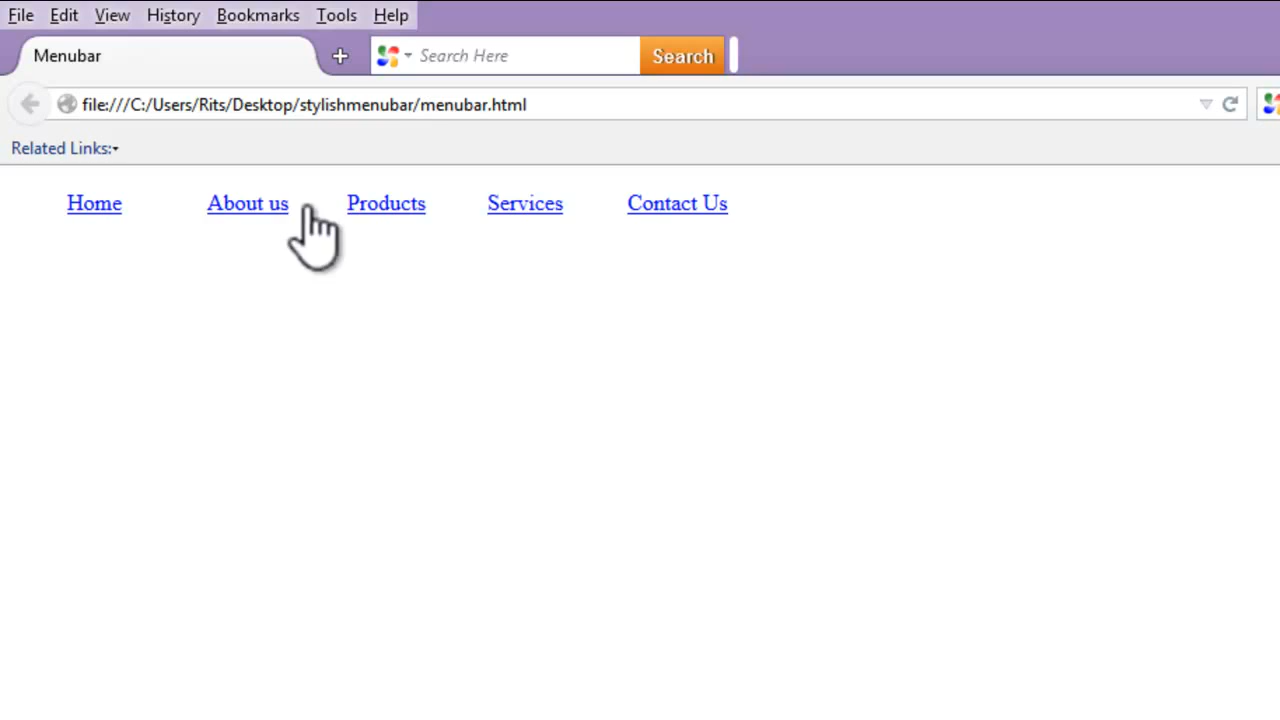 File Edit View History Bookmarks Tools Help
Menubar + Search Here Search
file:///C:/Users/Rits/Desktop/stylishmenubar/menubar.html
Related Links:
Home About us Products Services Contact Us